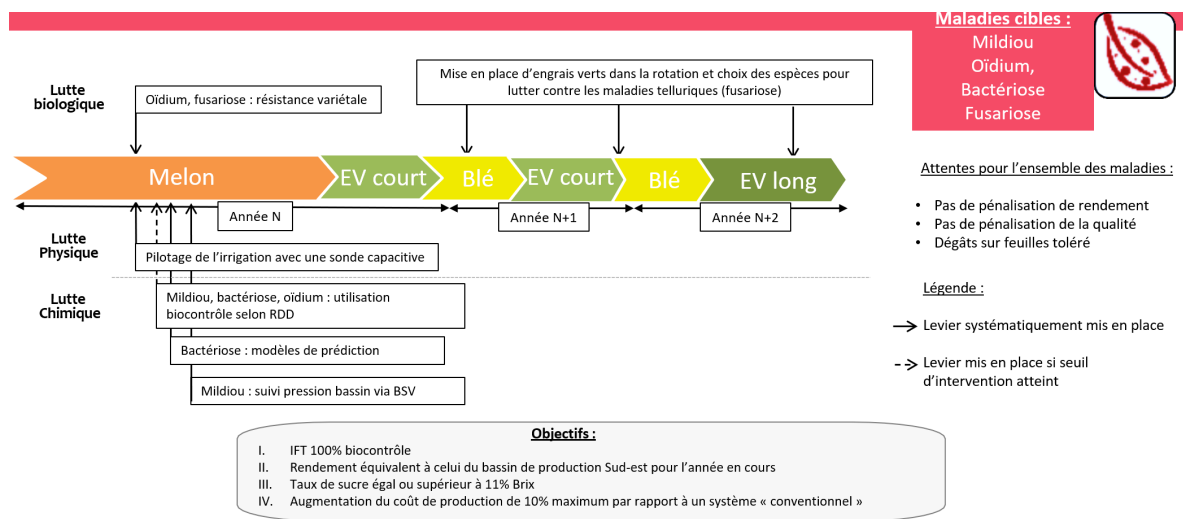 Maladies cibles :
Mildiou
Oïdium,
Bactériose
Fusariose
Lutte
biologique
Oïdium, fusariose : résistance variétale
Mise en place d'engrais verts dans la rotation et choix des espèces pour
lutter contre les maladies telluriques (fusariose)
Melon
EV court
Blé
EV court
Blé
EV long
Année N
Année N+1
Année N+2
Lutte
Physique
Pilotage de l'irrigation avec une sonde capacitive
Lutte
Chimique
Mildiou, bactériose, oïdium : utilisation
biocontrôle selon RDD
Bactériose : modèles de prédiction
Mildiou : suivi pression bassin via BSV
Attentes pour l'ensemble des maladies :
• Pas de pénalisation de rendement
• Pas de pénalisation de la qualité
• Dégâts sur feuilles toléré
Légende :
Levier systématiquement mis en place
Levier mis en place si seuil
d'intervention atteint
Objectifs :
I. IFT 100% biocontrôle
II. Rendement équivalent à celui du bassin de production Sud-est pour l'année en cours
III. Taux de sucre égal ou supérieur à 11% Brix
IV. Augmentation du coût de production de 10% maximum par rapport à un système « conventionnel »